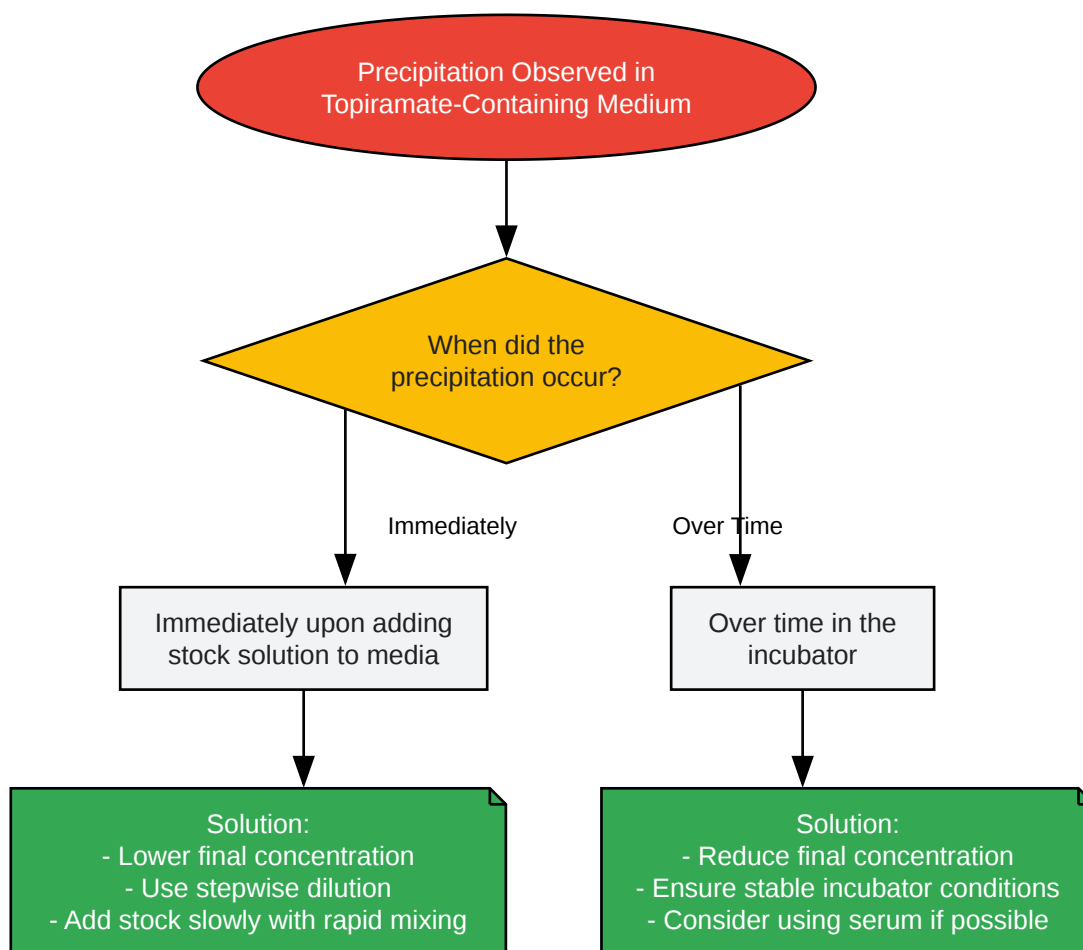 Precipitation Observed in
Topiramate-Containing Medium
When did the
precipitation occur?
Immediately
Over Time
Immediately upon adding
stock solution to media
Over time in the
incubator
Solution:
- Lower final concentration
- Use stepwise dilution
- Add stock slowly with rapid mixing
Solution:
- Reduce final concentration
- Ensure stable incubator conditions
- Consider using serum if possible